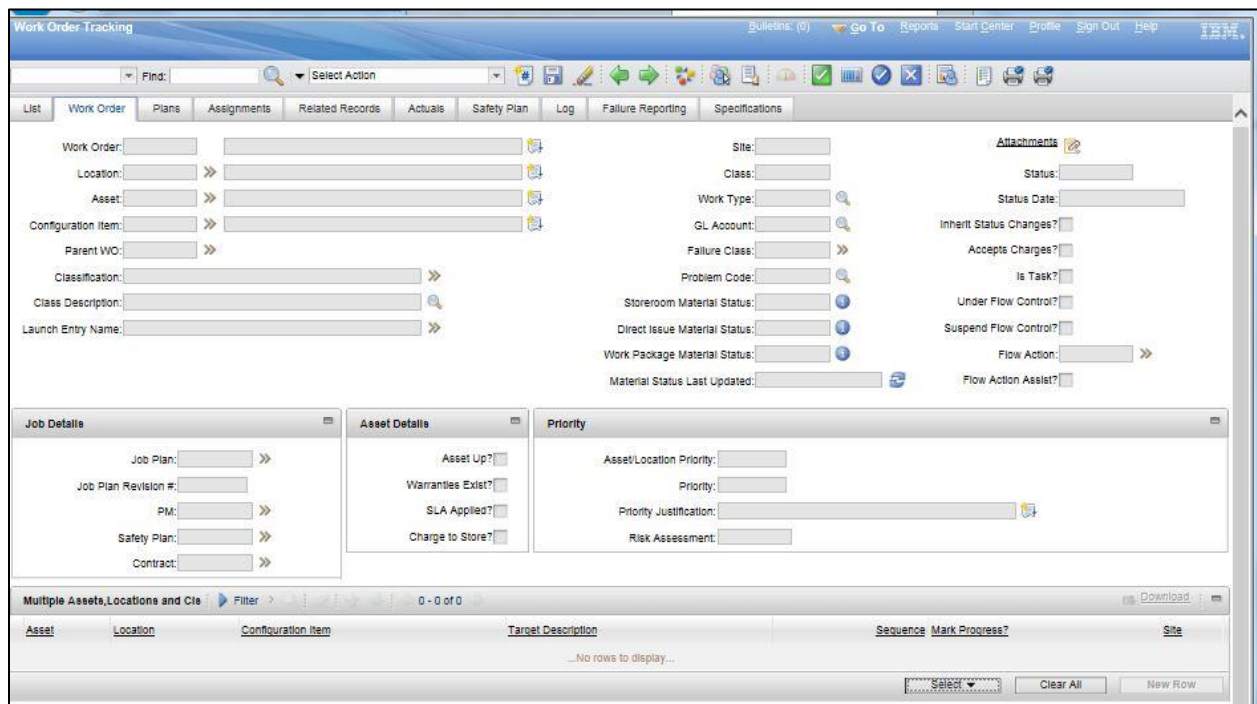 Work Order Tracking Bulletins: (0) Go To Reports Start Center Profile Sign Out Help IBM.
Find: Select Action
List Work Order Plans Assignments Related Records Actuals Safety Plan Log Failure Reporting Specifications
Work Order: Site: Attachments
Location: Class: Status:
Asset: Work Type: Status Date:
Configuration Item: GL Account: Inherit Status Changes?
Parent WO: Failure Class: Accepts Charges?
Classification: Problem Code: Is Task?
Class Description: Storeroom Material Status: Under Flow Control?
Launch Entry Name: Direct Issue Material Status: Suspend Flow Control?
Work Package Material Status: Flow Action:
Material Status Last Updated: Flow Action Assist?
Job Details Asset Details Priority
Job Plan: Asset Up? Asset/Location Priority:
Job Plan Revision #: Warranties Exist? Priority:
PM: SLA Applied? Priority Justification:
Safety Plan: Charge to Store? Risk Assessment:
Contract:
Multiple Assets,Locations and CIs Filter 0 - 0 of 0 Download
Asset Location Configuration Item Target Description Sequence Mark Progress? Site
...No rows to display...
Select Clear All New Row